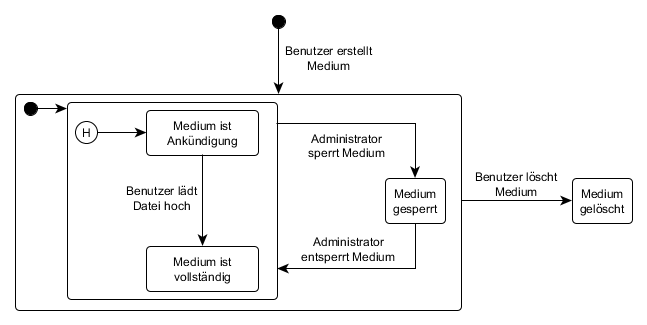 Benutzer erstellt
Medium
H
Medium ist
Ankündigung
Administrator
sperrt Medium
Benutzer lädt
Datei hoch
Medium
gesperrt
Benutzer löscht
Medium
Medium
gelöscht
Administrator
entsperrt Medium
Medium ist
vollständig